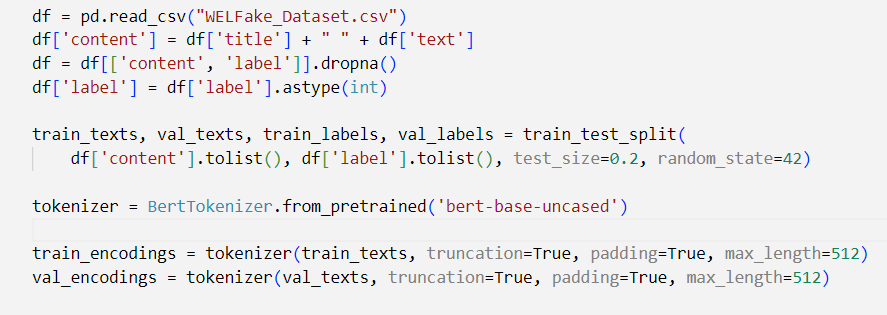 df = pd.read_csv("WELFake_Dataset.csv")
df['content'] = df['title'] + " " + df['text']
df = df[['content', 'label']].dropna()
df['label'] = df['label'].astype(int)
train_texts, val_texts, train_labels, val_labels = train_test_split(
    df['content'].tolist(), df['label'].tolist(), test_size=0.2, random_state=42)
tokenizer = BertTokenizer.from_pretrained('bert-base-uncased')
train_encodings = tokenizer(train_texts, truncation=True, padding=True, max_length=512)
val_encodings = tokenizer(val_texts, truncation=True, padding=True, max_length=512)